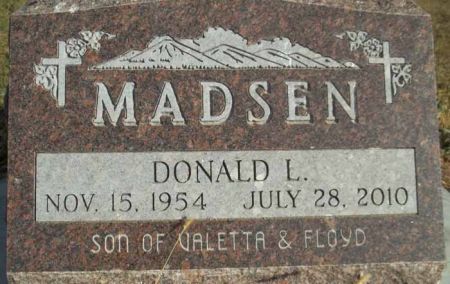 MADSEN
DONALD L.
NOV. 15, 1954 JULY 28, 2010
SON OF VALETTA & FLOYD